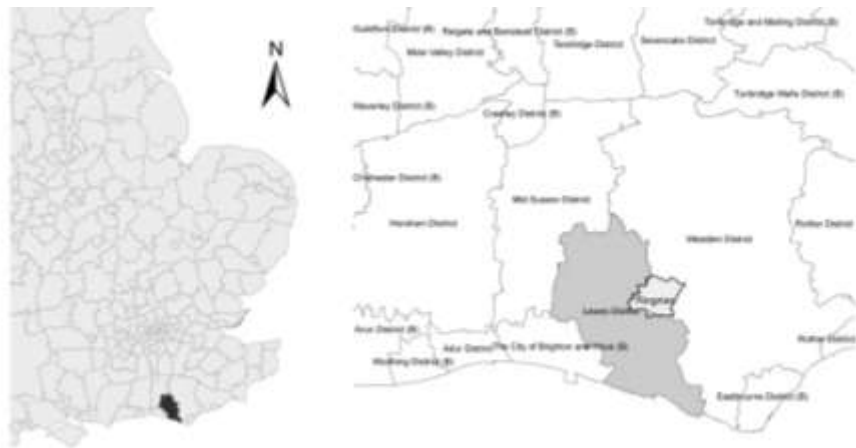 N
Guildford District (B)
Reigate and Banstead District (B)
Tonbridge and Malling District (B)
Mole Valley District
Tandridge District
Sevenoaks District
Waverley District (B)
Tunbridge Wells District (B)
Crawley District (B)
Chichester District (B)
Mid Sussex District
Horsham District
Wealden District
Rother District
Ringmer
Lewes District
Arun District
Adur District
The City of Brighton and Hove (B)
Worthing District (B)
Rother District
Eastbourne District (B)